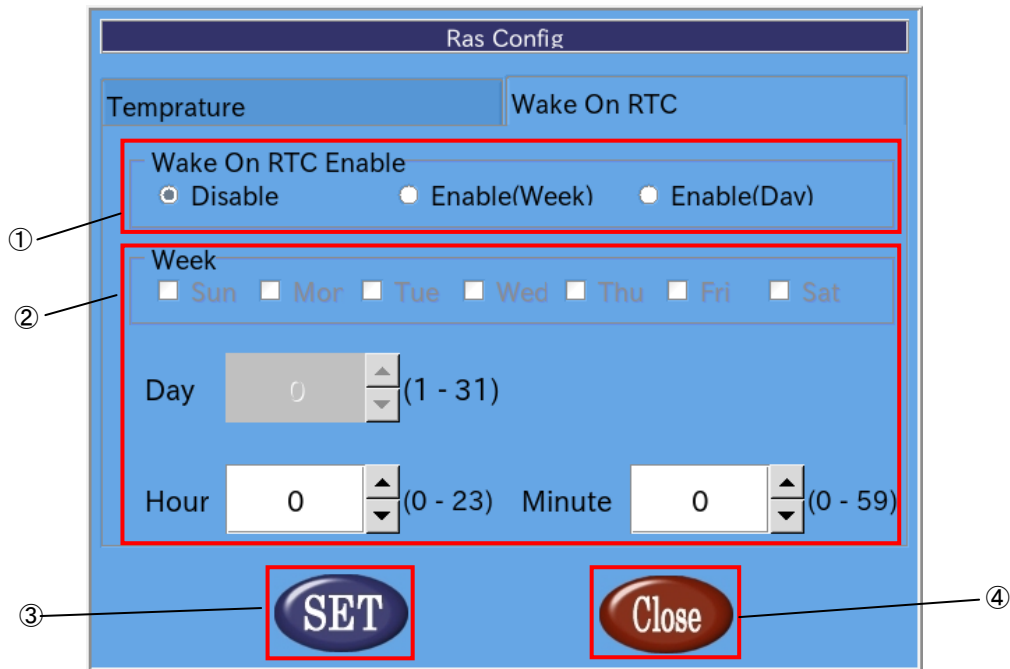 Ras Config
Temprature Wake On RTC
Wake On RTC Enable
Disable Enable(Week) Enable(Day)
①
Week
Sun Mon Tue Wed Thu Fri Sat
②
Day 0 (1 - 31)
Hour 0 (0 - 23) Minute 0 (0 - 59)
③ SET Close ④